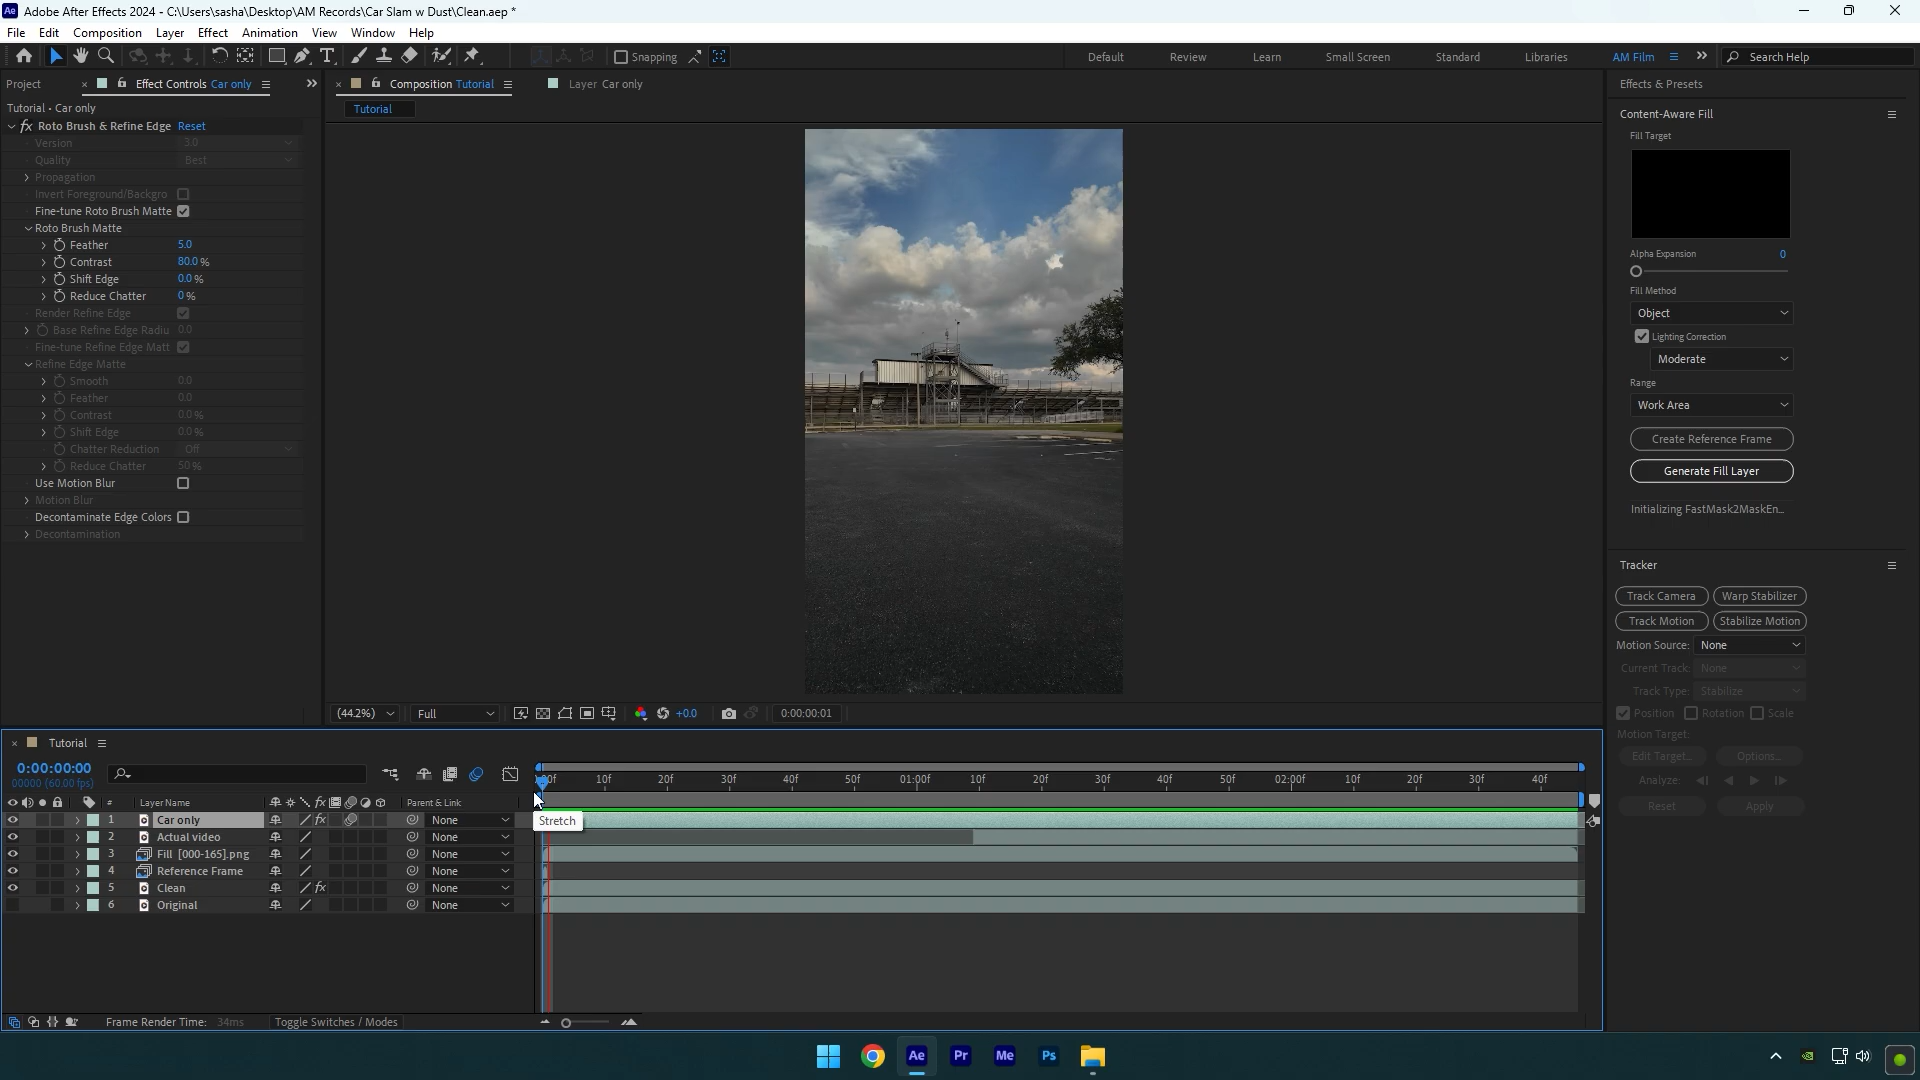 Adobe After Effects 2024 - C:\Users\sasha\Desktop\AM Records\Car Slam w Dust\Clean.aep *
File Edit Composition Layer Effect Animation View Window Help
Snapping
Default Review Learn Small Screen Standard Libraries AM Film Search Help
Project Effect Controls Car only
Composition Tutorial
Layer Car only
Effects & Presets
Tutorial • Car only
Tutorial
fx Roto Brush & Refine Edge Reset
Version 3.0
Quality Best
Propagation
Invert Foreground/Backgro
Fine-tune Roto Brush Matte
Roto Brush Matte
Feather 5.0
Contrast 80.0 %
Shift Edge 0.0 %
Reduce Chatter 0 %
Render Refine Edge
Base Refine Edge Radiu 0.0
Fine-tune Refine Edge Matt
Refine Edge Matte
Smooth 0.0
Feather 0.0
Contrast 0.0 %
Shift Edge 0.0 %
Chatter Reduction Off
Reduce Chatter 50 %
Use Motion Blur
Motion Blur
Decontaminate Edge Colors
Decontamination
(44.2%) Full +0.0 0:00:00:01
Content-Aware Fill
Fill Target
Alpha Expansion 0
Fill Method
Object
Lighting Correction
Moderate
Range
Work Area
Create Reference Frame
Generate Fill Layer
Initializing FastMask2MaskEn...
Tracker
Track Camera Warp Stabilizer
Track Motion Stabilize Motion
Motion Source: None
Current Track: None
Track Type: Stabilize
Position Rotation Scale
Motion Target:
Edit Target... Options...
Analyze:
Reset Apply
Tutorial
0:00:00:00
00000 (60.00 fps)
:00f 10f 20f 30f 40f 50f 01:00f 10f 20f 30f 40f 50f 02:00f 10f 20f 30f 40f
# Layer Name fx Parent & Link
1 Car only fx None
Stretch
2 Actual video None
3 Fill [000-165].png None
4 Reference Frame None
5 Clean fx None
6 Original None
Frame Render Time: 34ms Toggle Switches / Modes
Ae Pr Me Ps